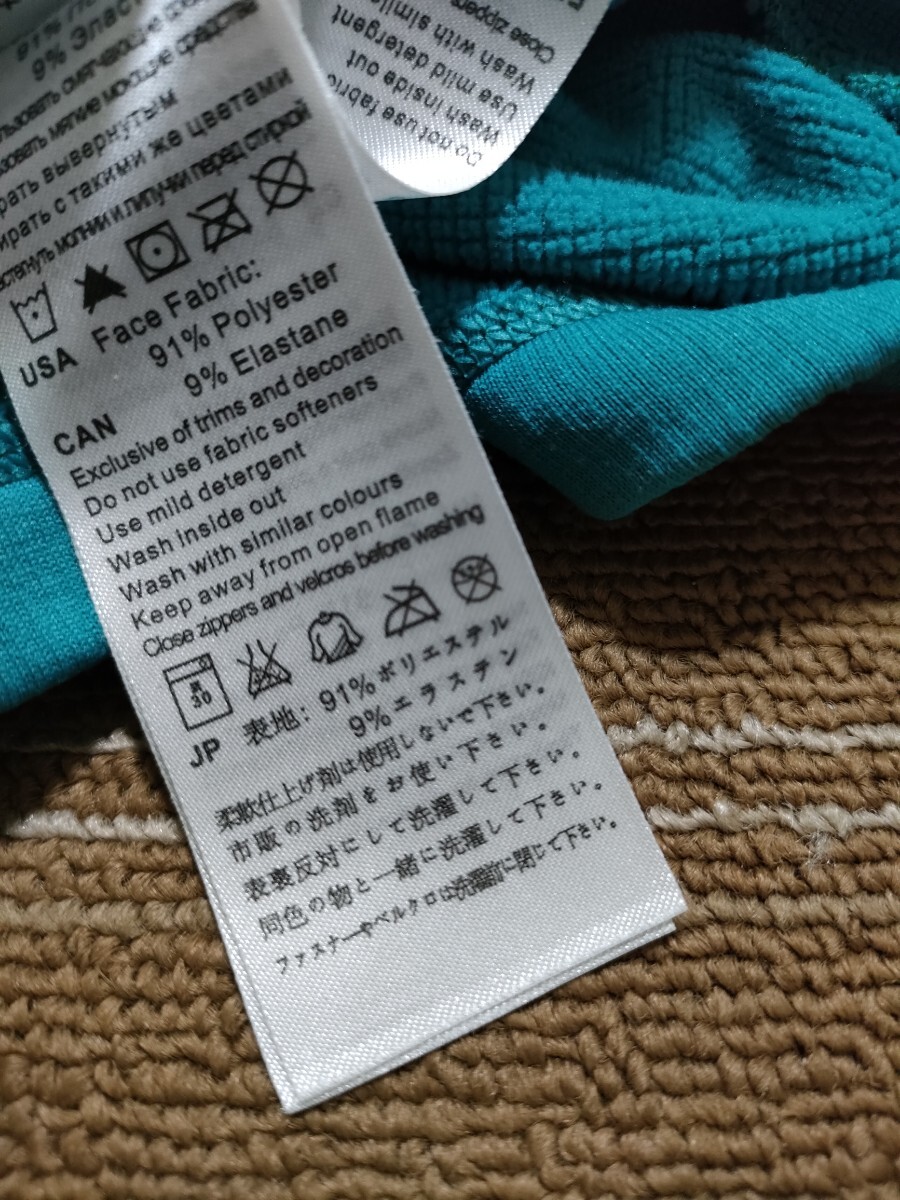 9% Эласт
мягкие моющие средства
вывернутым
с такими же цветами
молнии и липучки перед стиркой
USA
Face Fabric:
91% Polyester
9% Elastane
CAN
Exclusive of trims and decoration
Do not use fabric softeners
Use mild detergent
Wash inside out
Wash with similar colours
Keep away from open flame
Close zippers and velcros before washing
30
JP
表地: 91%ポリエステル
9%エラステン
柔軟仕上げ剤は使用しないで下さい。
市販の洗剤をお使い下さい。
表裏反対にして洗濯して下さい。
同色の物と一緒に洗濯して下さい。
ファスナーやベルクロは洗濯前に閉じて下さい。
Do not use fabric
Wash inside out
Use mild detergent
Wash with
Close zippers